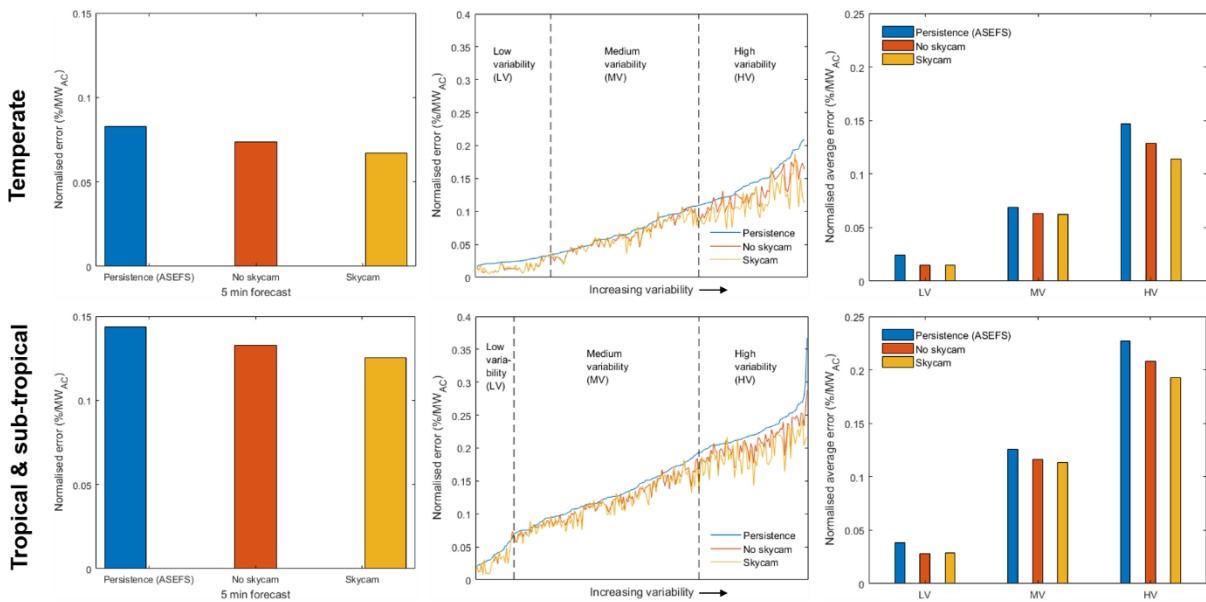 Temperate
Normalised error (%/MW_AC)
0.15
0.1
0.05
0
Persistence (ASEFS)
No skycam
Skycam
5 min forecast
Normalised error (%/MW_AC)
0.4
0.35
0.3
0.25
0.2
0.15
0.1
0.05
0
Low
variability
(LV)
Medium
variability
(MV)
High
variability
(HV)
Persistence
No skycam
Skycam
Increasing variability
Normalised average error (%/MW_AC)
0.25
0.2
0.15
0.1
0.05
0
Persistence (ASEFS)
No skycam
Skycam
LV
MV
HV
Tropical & sub-tropical
Normalised error (%/MW_AC)
0.15
0.1
0.05
0
Persistence (ASEFS)
No skycam
Skycam
5 min forecast
Normalised error (%/MW_AC)
0.4
0.35
0.3
0.25
0.2
0.15
0.1
0.05
0
Low
varia-
bility
(LV)
Medium
variability
(MV)
High
variability
(HV)
Persistence
No skycam
Skycam
Increasing variability
Normalised average error (%/MW_AC)
0.25
0.2
0.15
0.1
0.05
0
Persistence (ASEFS)
No skycam
Skycam
LV
MV
HV